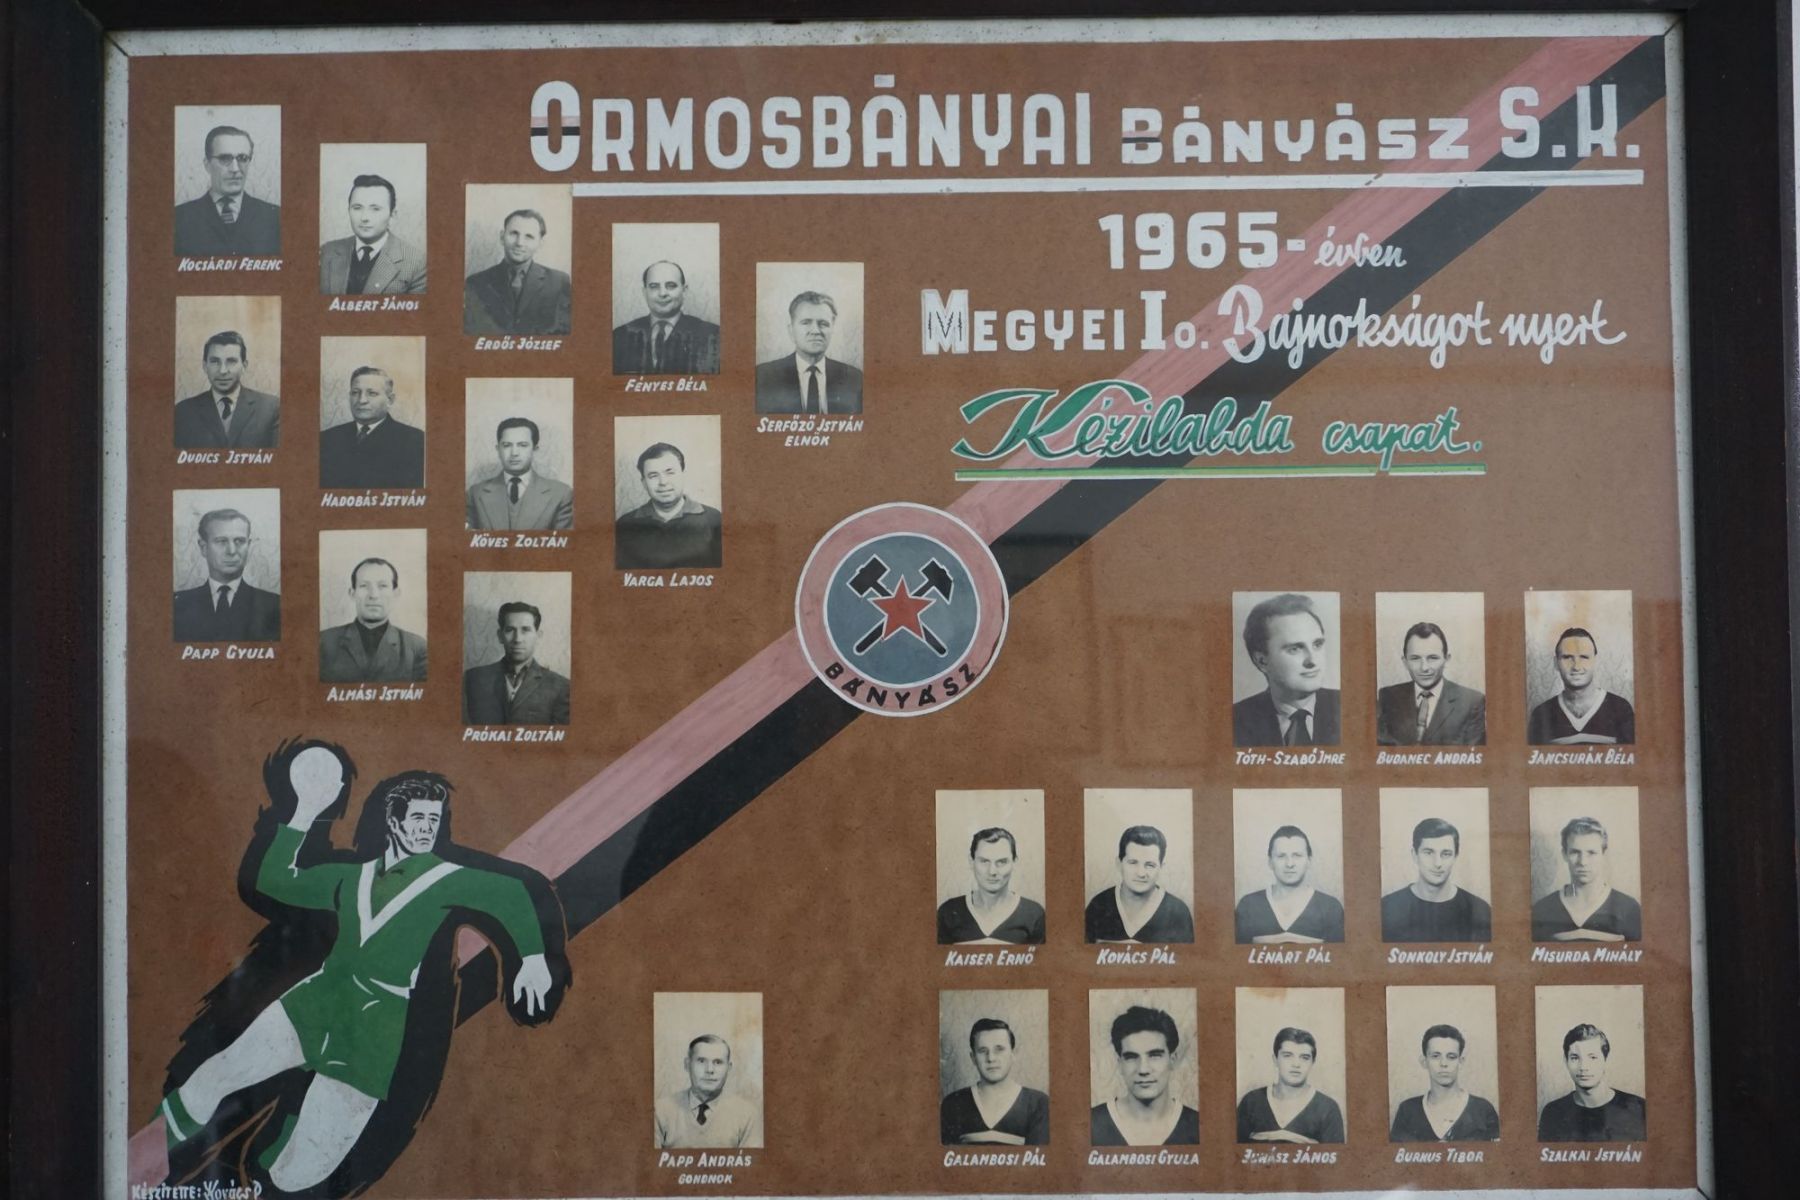 ORMOSBÁNYAI BÁNYÁSZ S.K.
1965-évben
MEGYEI I o. Bajnokságot nyert
Kézilabda csapat.
KOCSÁRDI FERENC
ALBERT JÁNOS
ERDŐS JÓZSEF
FÉNYES BÉLA
SERFŐZŐ ISTVÁN
ELNÖK
DUDICS ISTVÁN
HADOBÁS ISTVÁN
KÖVES ZOLTÁN
VARGA LAJOS
PAPP GYULA
ALMÁSI ISTVÁN
PRÓKAI ZOLTÁN
BÁNYÁSZ
TÓTH-SZABÓ IMRE
BUDANEC ANDRÁS
JANCSURÁK BÉLA
KAISER ERNŐ
KOVÁCS PÁL
LÉNÁRT PÁL
SONKOLY ISTVÁN
MISURDA MIHÁLY
PAPP ANDRÁS
GONDNOK
GALAMBOSI PÁL
GALAMBOSI GYULA
JUHÁSZ JÁNOS
BURKUS TIBOR
SZALKAI ISTVÁN
KÉSZÍTETTE: Kovács P